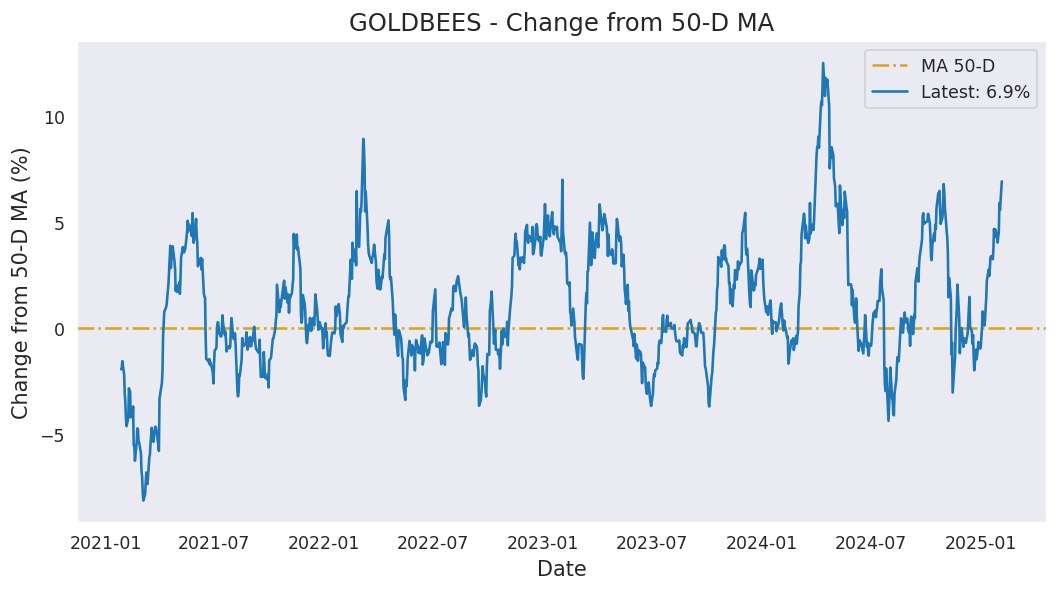 GOLDBEES - Change from 50-D MA
MA 50-D
Latest: 6.9%
Change from 50-D MA (%)
10
5
0
−5
2021-01 2021-07 2022-01 2022-07 2023-01 2023-07 2024-01 2024-07 2025-01
Date